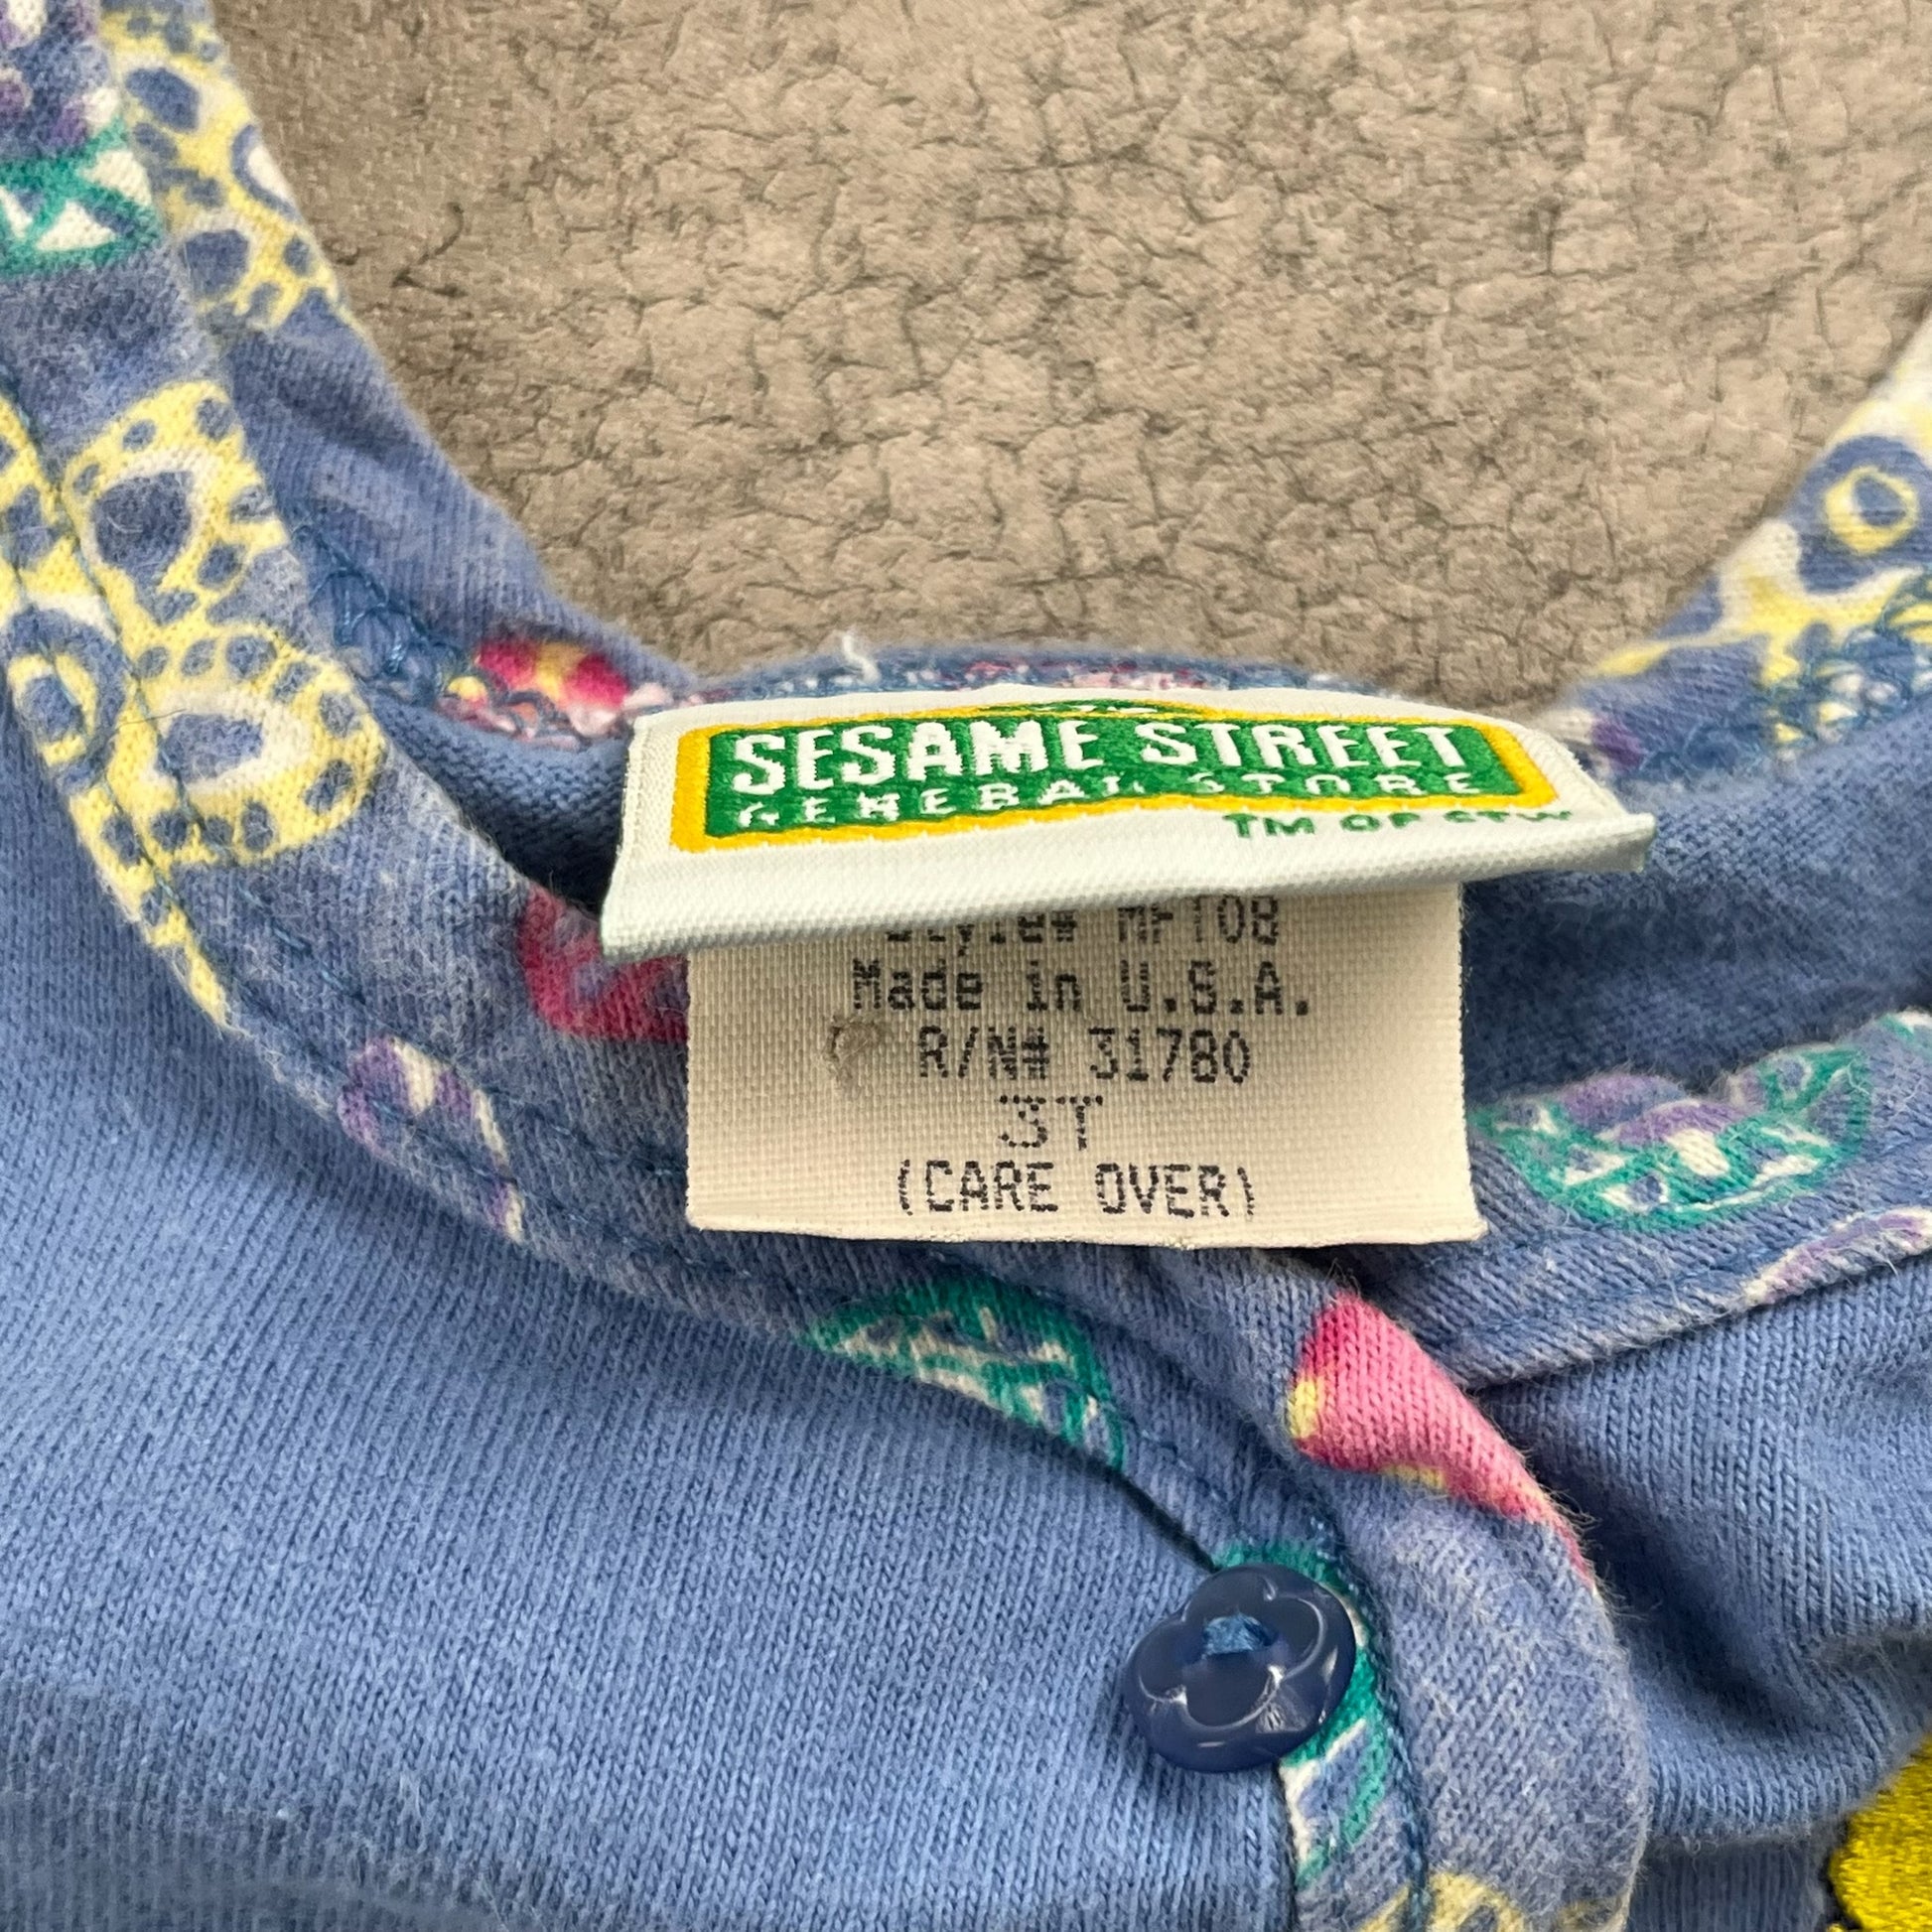 SESAME STREET
GENERAL STORE
TM OF CTW
Style# MF108
Made in U.S.A.
R/N# 31780
3T
(CARE OVER)